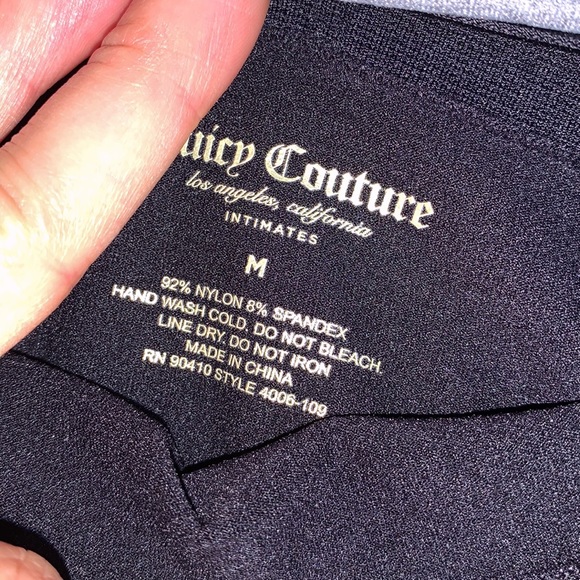 Juicy Couture
los angeles, california
INTIMATES
M
92% NYLON 8% SPANDEX
HAND WASH COLD. DO NOT BLEACH.
LINE DRY. DO NOT IRON
MADE IN CHINA
RN 90410 STYLE 4006-109